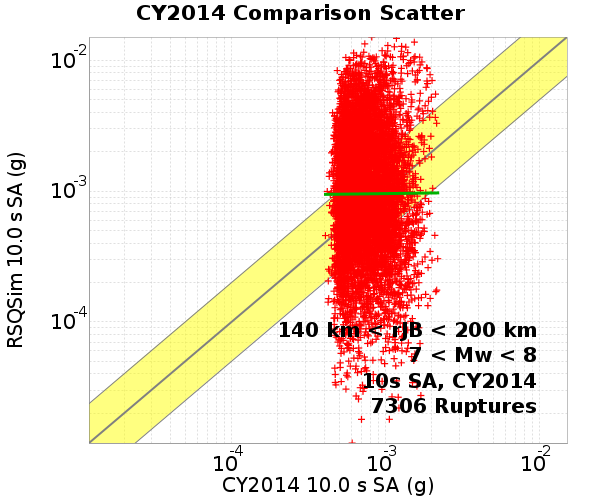 CY2014 Comparison Scatter
RSQSim 10.0 s SA (g)
10-2
10-3
10-4
140 km < rJB < 200 km
7 < Mw < 8
10s SA, CY2014
7306 Ruptures
10-4
10-3
10-2
CY2014 10.0 s SA (g)